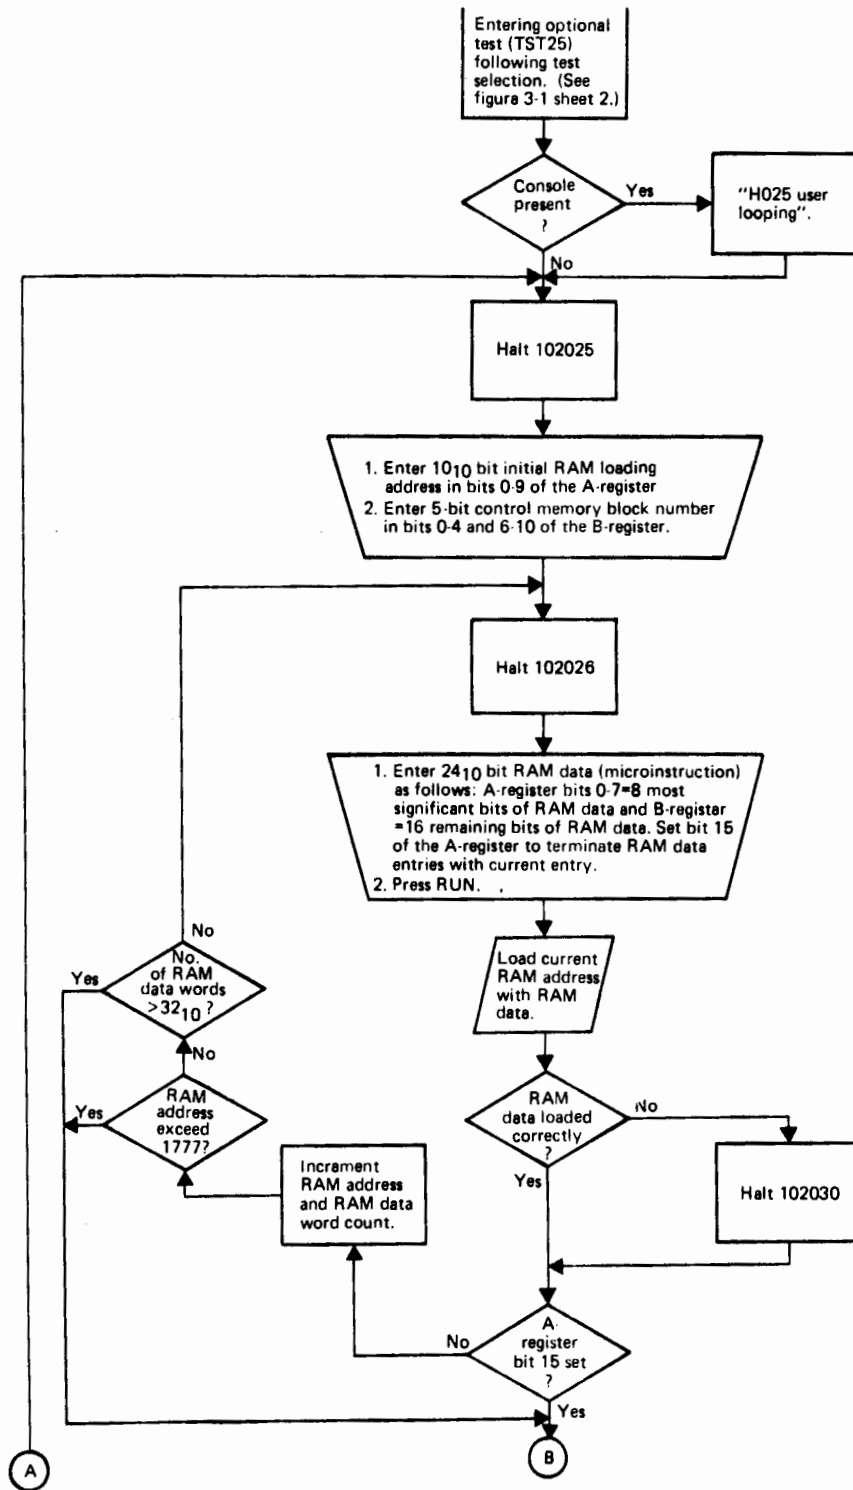 Entering optional
test (TST25)
following test
selection. (See
figure 3-1 sheet 2.)
Console
present
?
Yes
"H025 user
looping".
No
Halt 102025
1. Enter 10₁₀ bit initial RAM loading
address in bits 0-9 of the A-register
2. Enter 5-bit control memory block number
in bits 0-4 and 6-10 of the B-register.
Halt 102026
1. Enter 24₁₀ bit RAM data (microinstruction)
as follows: A-register bits 0-7=8 most
significant bits of RAM data and B-register
=16 remaining bits of RAM data. Set bit 15
of the A-register to terminate RAM data
entries with current entry.
2. Press RUN.
Load current
RAM address
with RAM
data.
No
No.
of RAM
data words
>32₁₀ ?
Yes
No
RAM
address
exceed
1777?
Yes
RAM
data loaded
correctly
?
No
Yes
Halt 102030
Increment
RAM address
and RAM data
word count.
A-
register
bit 15 set
?
No
Yes
A
B